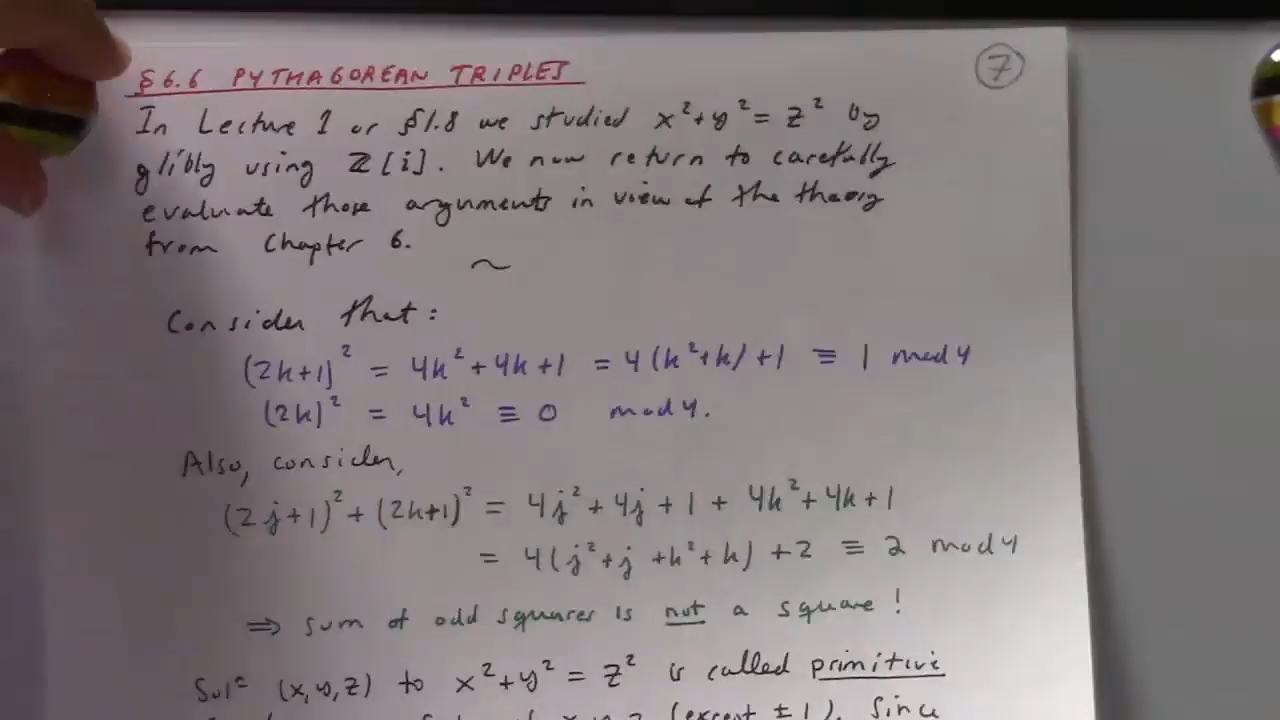 §6.6 PYTHAGOREAN TRIPLES
7
In Lecture 1 or §1.8 we studied x²+y² = z² by
glibly using Z[i]. We now return to carefully
evaluate those arguments in view of the theory
from Chapter 6.
~
Consider that:
(2k+1)² = 4k² + 4k + 1 = 4(k²+k) + 1 ≡ 1 mod 4
(2k)² = 4k² ≡ 0 mod 4.
Also, consider,
(2j+1)² + (2k+1)² = 4j² + 4j + 1 + 4k² + 4k + 1
= 4(j²+j+k²+k) + 2 ≡ 2 mod 4
⇒ sum of odd squares is not a square!
Solⁿ (x,y,z) to x²+y² = z² is called primitive
(except ±1). Since